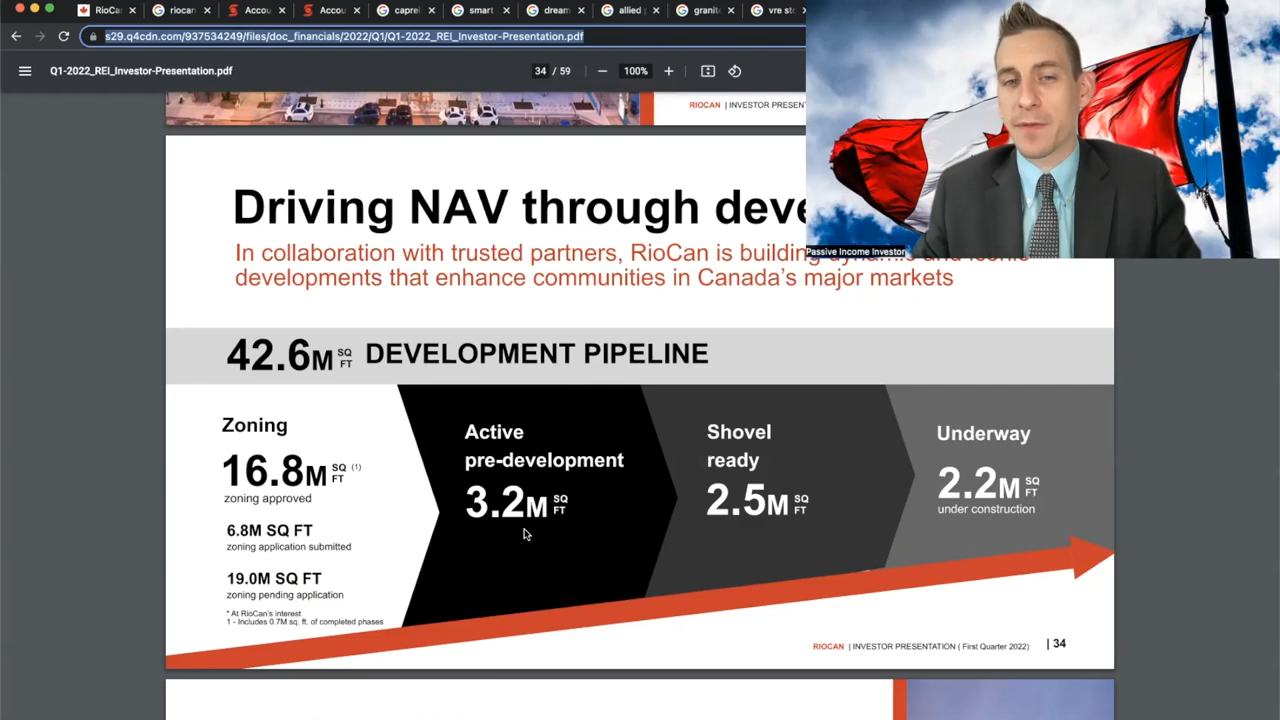 RioCa
riocan
Accou
Accou
caprei
smart
dream
allied p
granit
vre sto
s29.q4cdn.com/937534249/files/doc_financials/2022/Q1/Q1-2022_REI_Investor-Presentation.pdf
Q1-2022_REI_Investor-Presentation.pdf
34 / 59
100%
RIOCAN | INVESTOR PRESENT
Driving NAV through deve
In collaboration with trusted partners, RioCan is building
developments that enhance communities in Canada's major markets
Passive Income Investor
42.6M SQ FT DEVELOPMENT PIPELINE
Zoning
16.8M SQ FT (1)
zoning approved
6.8M SQ FT
zoning application submitted
19.0M SQ FT
zoning pending application
* At RioCan's interest
1 - Includes 0.7M sq. ft. of completed phases
Active
pre-development
3.2M SQ FT
Shovel
ready
2.5M SQ FT
Underway
2.2M SQ FT
under construction
RIOCAN | INVESTOR PRESENTATION ( First Quarter 2022) | 34